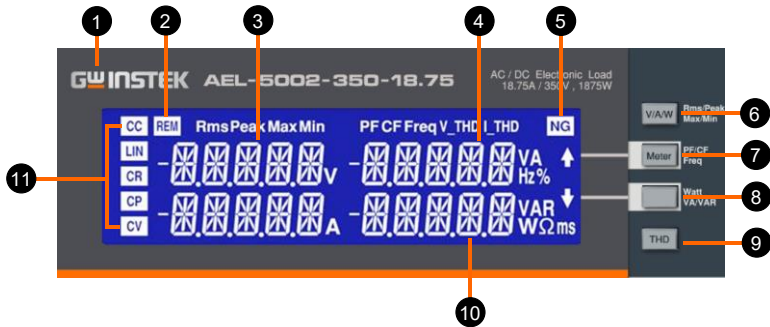 1 2 3 4 5
GWINSTEK AEL-5002-350-18.75 AC / DC Electronic Load
18.75A / 350V , 1875W
CC REM Rms Peak Max Min PF CF Freq V_THD I_THD NG V/A/W Rms/Peak
Max/Min 6
LIN V VA Meter PF/CF
Freq 7
CR Hz%
11
CP A VAR Watt
VA/VAR 8
CV WΩms THD 9
10